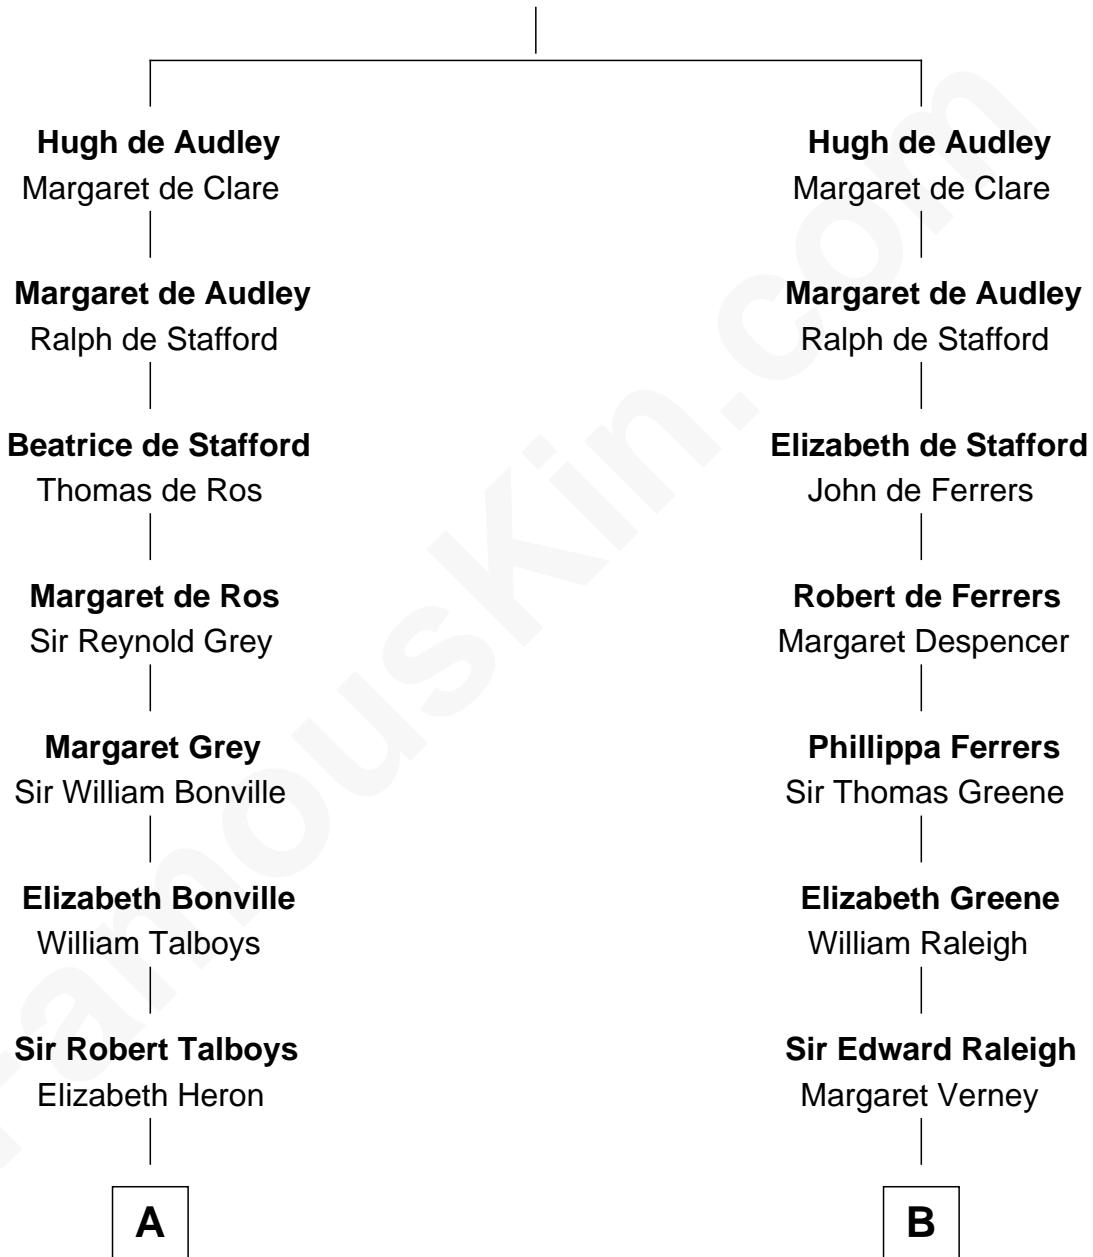 Hugh de Audley
Margaret de Clare
Margaret de Audley
Ralph de Stafford
Beatrice de Stafford
Thomas de Ros
Margaret de Ros
Sir Reynold Grey
Margaret Grey
Sir William Bonville
Elizabeth Bonville
William Talboys
Sir Robert Talboys
Elizabeth Heron
A
Hugh de Audley
Margaret de Clare
Margaret de Audley
Ralph de Stafford
Elizabeth de Stafford
John de Ferrers
Robert de Ferrers
Margaret Despencer
Phillippa Ferrers
Sir Thomas Greene
Elizabeth Greene
William Raleigh
Sir Edward Raleigh
Margaret Verney
B
FamousKin.com